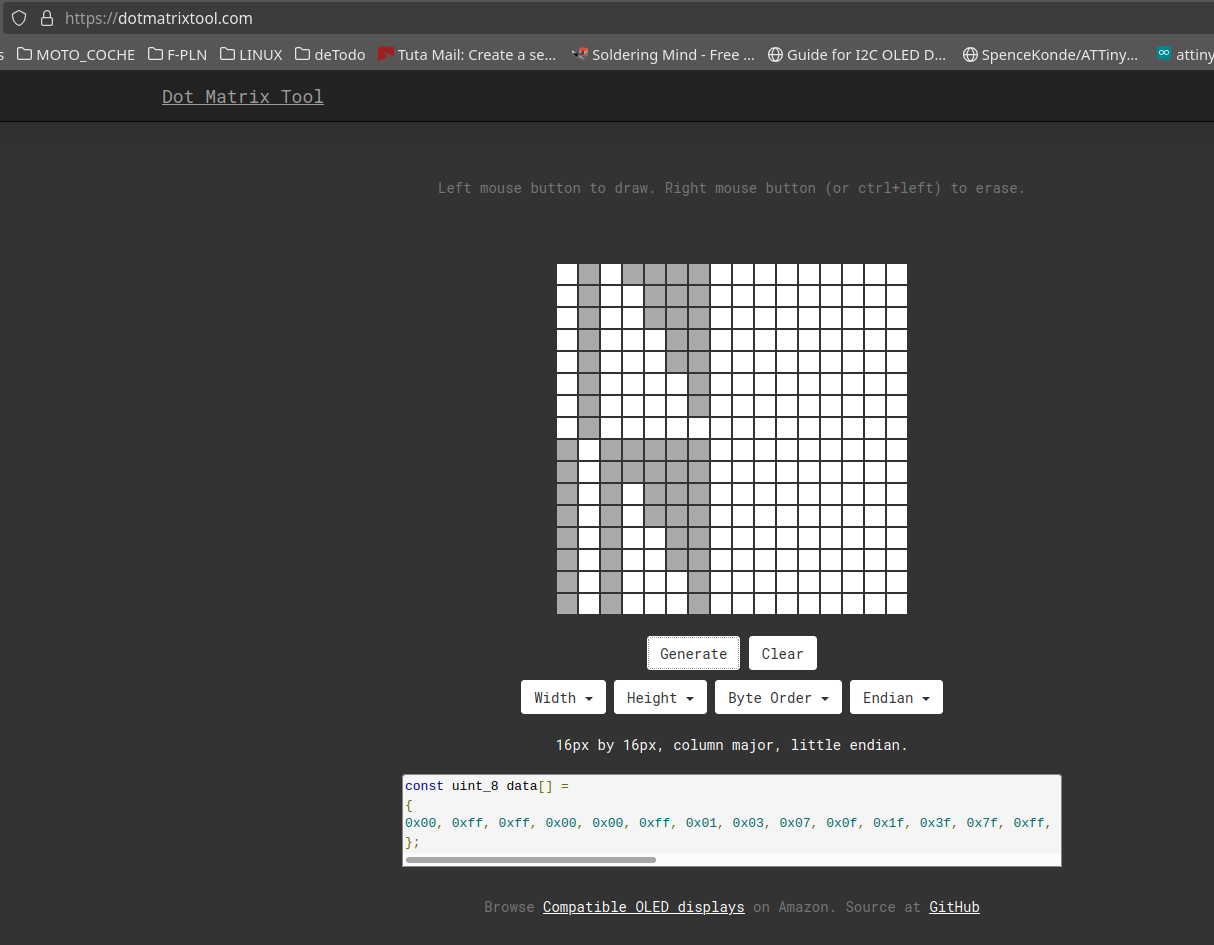 https://dotmatrixtool.com
s MOTO_COCHE F-PLN LINUX deTodo Tuta Mail: Create a se... Soldering Mind - Free ... Guide for I2C OLED D... SpenceKonde/ATTiny... attiny
Dot Matrix Tool
Left mouse button to draw. Right mouse button (or ctrl+left) to erase.
Generate Clear
Width Height Byte Order Endian
16px by 16px, column major, little endian.
const uint_8 data[] =
{
0x00, 0xff, 0xff, 0x00, 0x00, 0xff, 0x01, 0x03, 0x07, 0x0f, 0x1f, 0x3f, 0x7f, 0xff,
};
Browse Compatible OLED displays on Amazon. Source at GitHub